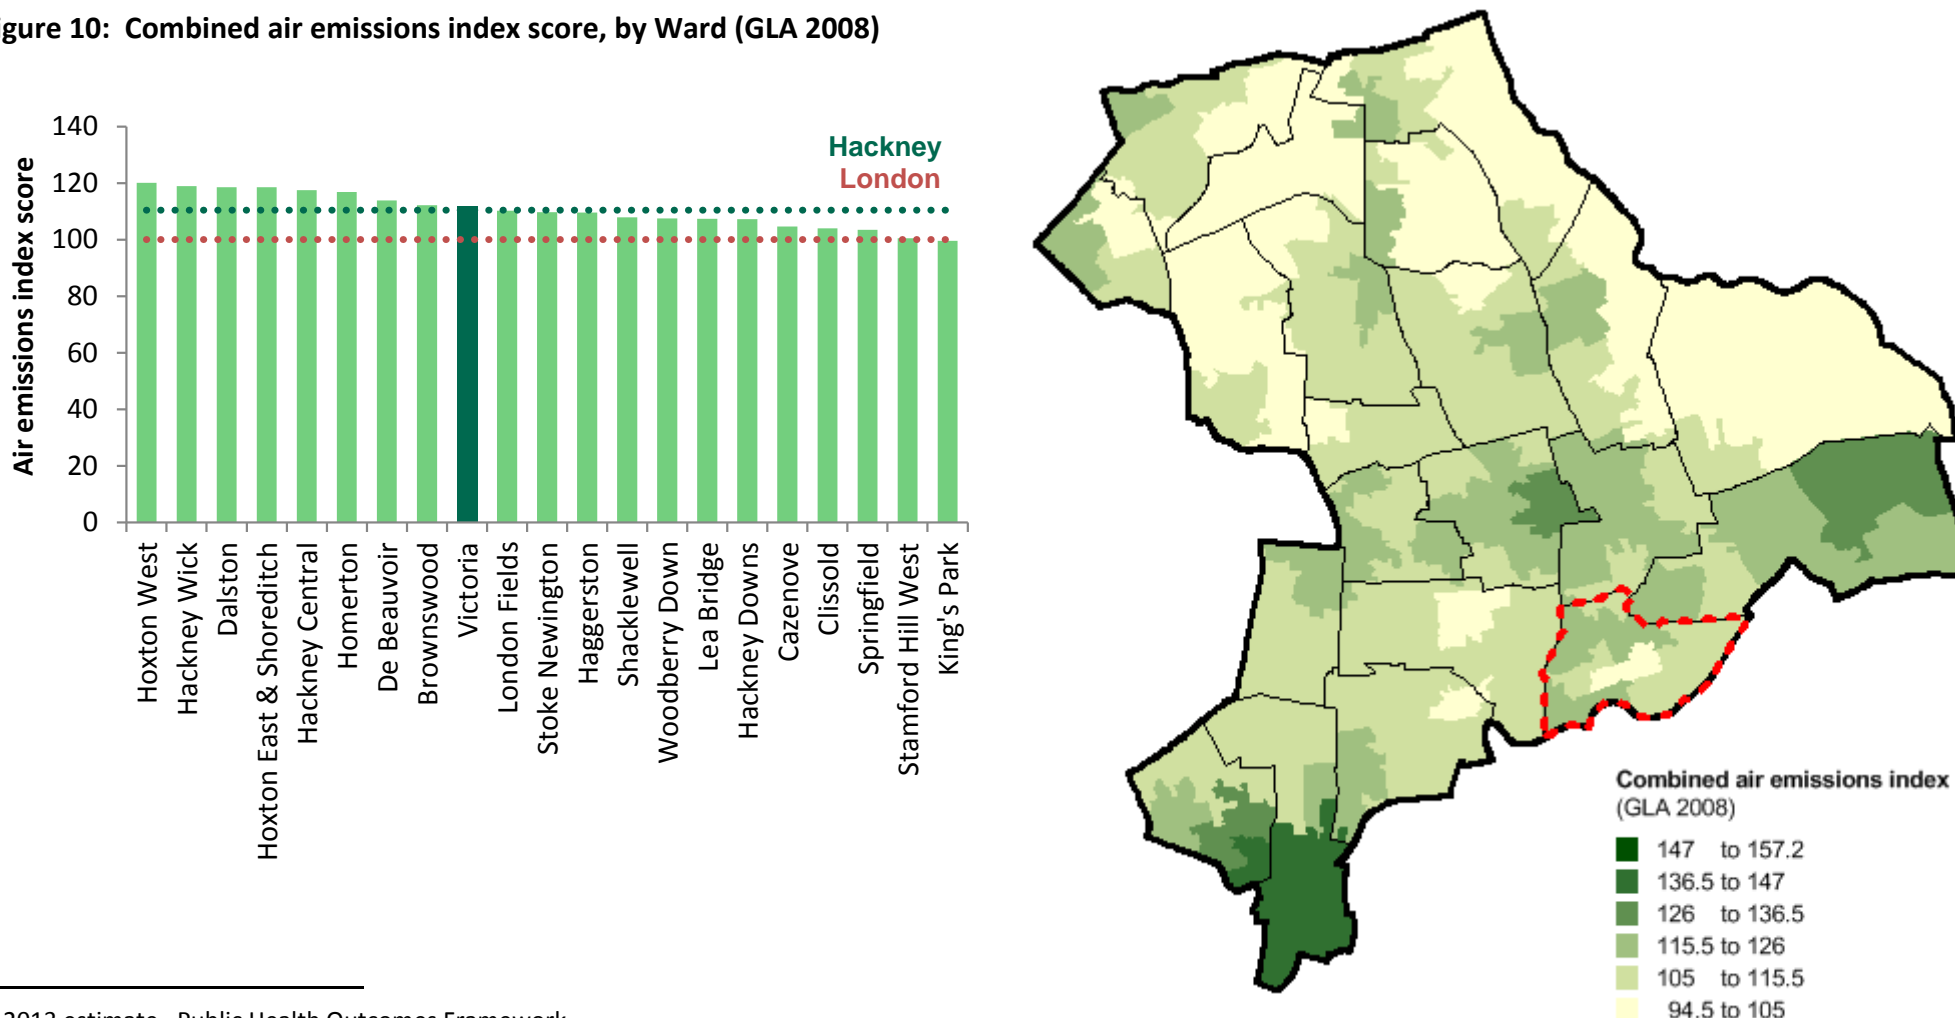 igure 10: Combined air emissions index score, by Ward (GLA 2008)
Air emissions index score
140
120
100
80
60
40
20
0
Hackney
London
Hoxton West
Hackney Wick
Dalston
Hoxton East & Shoreditch
Hackney Central
Homerton
De Beauvoir
Brownswood
Victoria
London Fields
Stoke Newington
Haggerston
Shacklewell
Woodberry Down
Lea Bridge
Hackney Downs
Cazenove
Clissold
Springfield
Stamford Hill West
King's Park
Combined air emissions index
(GLA 2008)
147 to 157.2
136.5 to 147
126 to 136.5
115.5 to 126
105 to 115.5
94.5 to 105